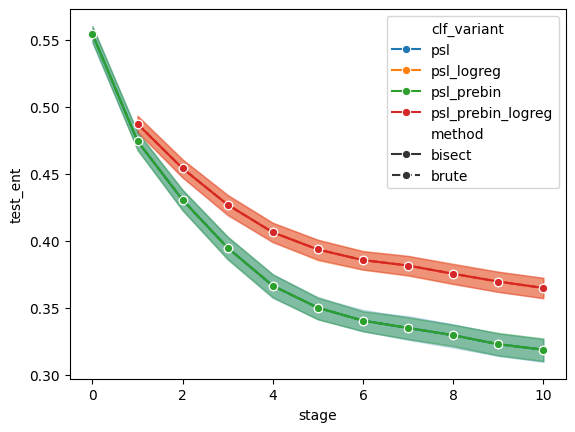 test_ent
0.55
0.50
0.45
0.40
0.35
0.30
clf_variant
psl
psl_logreg
psl_prebin
psl_prebin_logreg
method
bisect
brute
0 2 4 6 8 10
stage